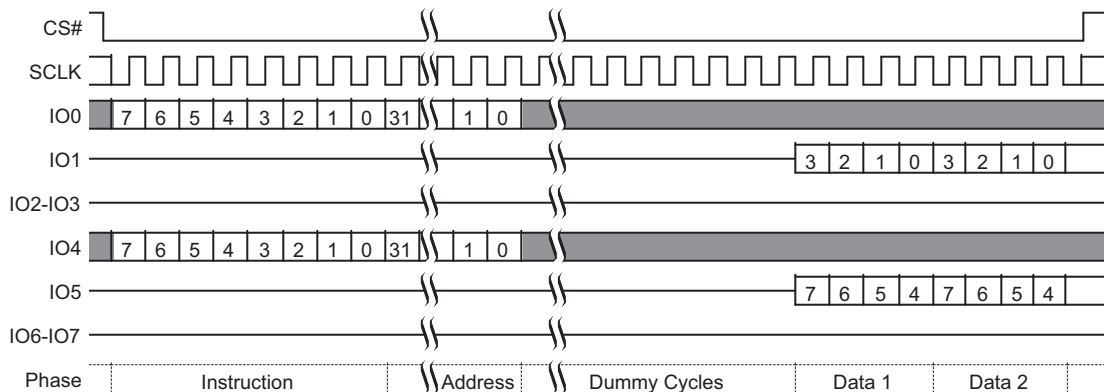 CS#
SCLK
IO0 7 6 5 4 3 2 1 0 31 1 0
IO1 3 2 1 0 3 2 1 0
IO2-IO3
IO4 7 6 5 4 3 2 1 0 31 1 0
IO5 7 6 5 4 7 6 5 4
IO6-IO7
Phase Instruction Address Dummy Cycles Data 1 Data 2